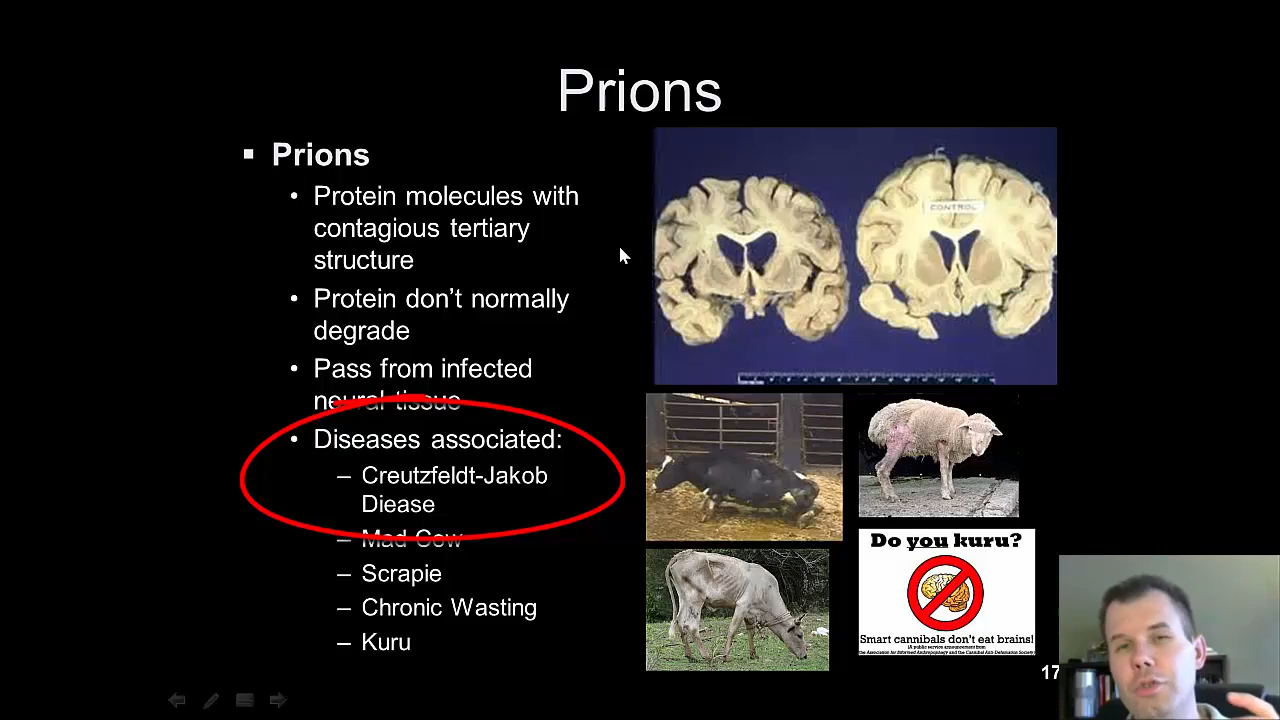 Prions
▪ Prions
• Protein molecules with
contagious tertiary
structure
• Protein don't normally
degrade
• Pass from infected
neural tissue
• Diseases associated:
– Creutzfeldt-Jakob
Diease
– Mad Cow
– Scrapie
– Chronic Wasting
– Kuru
CONTROL
Do you kuru?
Smart cannibals don't eat brains!
(A public service announcement from
the Association for Informed Anthropophagy and the Cannibal Anti-Defamation Society)
17